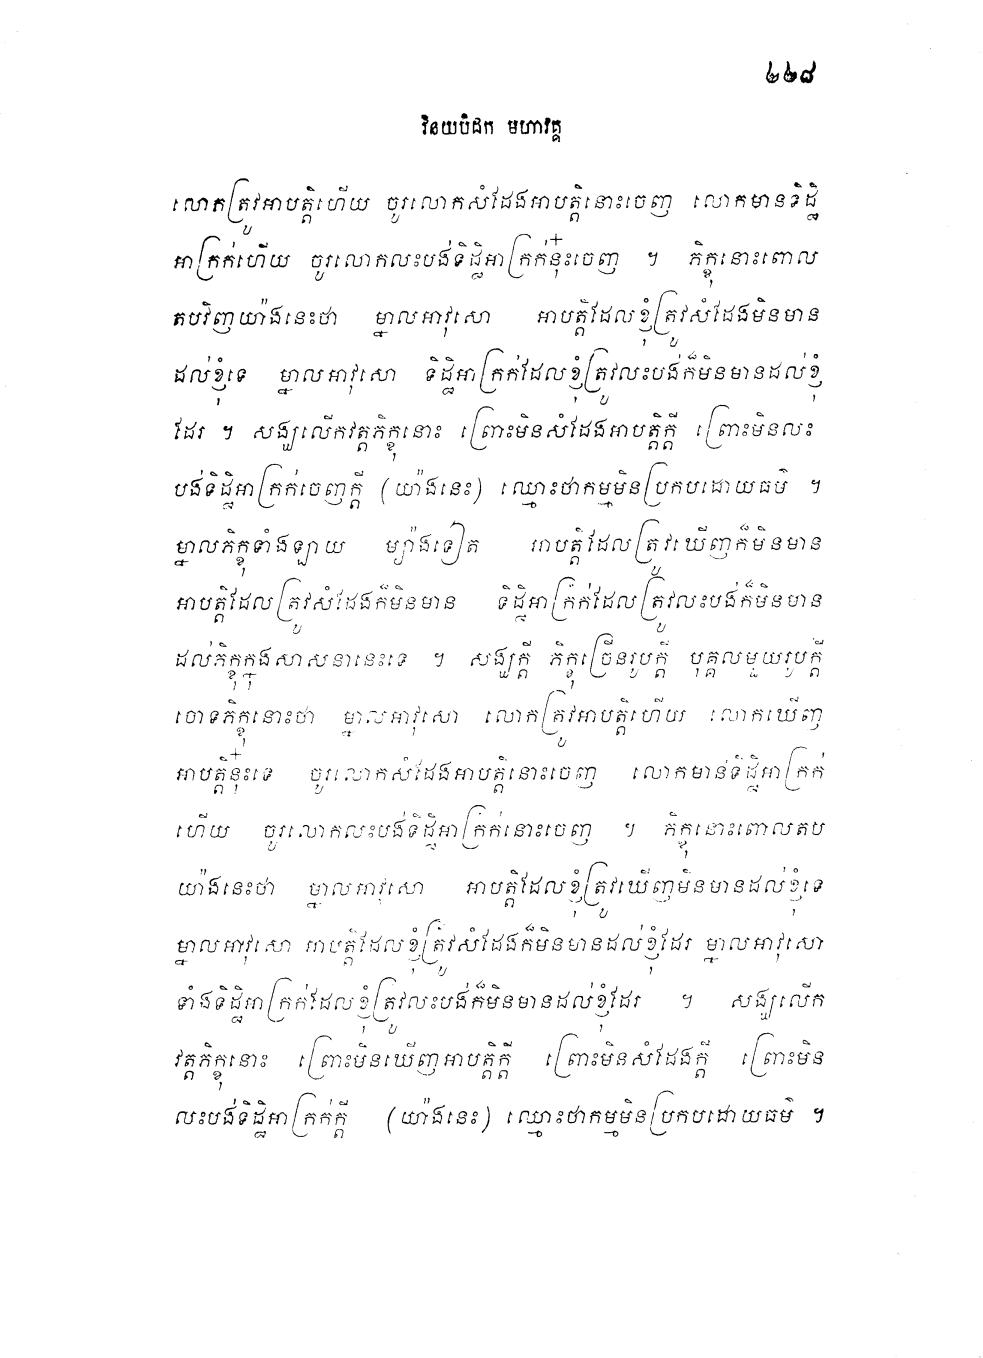 ២២៨
វិនយបិដក មហាវគ្គ
លោកត្រូវអាបត្តិហើយ ចូរលោកសំដែងអាបត្តិនោះចេញ លោកមានទិដ្ឋិ
អាក្រក់ហើយ ចូរលោកលះបង់ទិដ្ឋិអាក្រក់នុ៎ះចេញ ។ ភិក្ខុនោះពោល
តបវិញយ៉ាងនេះថា ម្នាលអាវុសោ អាបត្តិដែលខ្ញុំត្រូវសំដែងមិនមាន
ដល់ខ្ញុំទេ ម្នាលអាវុសោ ទិដ្ឋិអាក្រក់ដែលខ្ញុំត្រូវលះបង់ក៏មិនមានដល់ខ្ញុំ
ដែរ ។ សង្ឃលើកវត្តភិក្ខុនោះ ព្រោះមិនសំដែងអាបត្តិក្តី ព្រោះមិនលះ
បង់ទិដ្ឋិអាក្រក់ចេញក្តី (យ៉ាងនេះ) ឈ្មោះថាកម្មមិនប្រកបដោយធម៌ ។
ម្នាលភិក្ខុទាំងឡាយ ម្យ៉ាងទៀត អាបត្តិដែលត្រូវឃើញក៏មិនមាន
អាបត្តិដែលត្រូវសំដែងក៏មិនមាន ទិដ្ឋិអាក្រក់ដែលត្រូវលះបង់ក៏មិនមាន
ដល់ភិក្ខុក្នុងសាសនានេះទេ ។ សង្ឃក្តី ភិក្ខុច្រើនរូបក្តី បុគ្គលមួយរូបក្តី
ចោទភិក្ខុនោះថា ម្នាលអាវុសោ លោកត្រូវអាបត្តិហើយ លោកឃើញ
អាបត្តិនុ៎ះទេ ចូរលោកសំដែងអាបត្តិនោះចេញ លោកមានទិដ្ឋិអាក្រក់
ហើយ ចូរលោកលះបង់ទិដ្ឋិអាក្រក់នោះចេញ ។ ភិក្ខុនោះពោលតប
យ៉ាងនេះថា ម្នាលអាវុសោ អាបត្តិដែលខ្ញុំត្រូវឃើញមិនមានដល់ខ្ញុំទេ
ម្នាលអាវុសោ អាបត្តិដែលខ្ញុំត្រូវសំដែងក៏មិនមានដល់ខ្ញុំដែរ ម្នាលអាវុសោ
ទាំងទិដ្ឋិអាក្រក់ដែលខ្ញុំត្រូវលះបង់ក៏មិនមានដល់ខ្ញុំដែរ ។ សង្ឃលើក
វត្តភិក្ខុនោះ ព្រោះមិនឃើញអាបត្តិក្តី ព្រោះមិនសំដែងក្តី ព្រោះមិន
លះបង់ទិដ្ឋិអាក្រក់ក្តី (យ៉ាងនេះ) ឈ្មោះថាកម្មមិនប្រកបដោយធម៌ ។